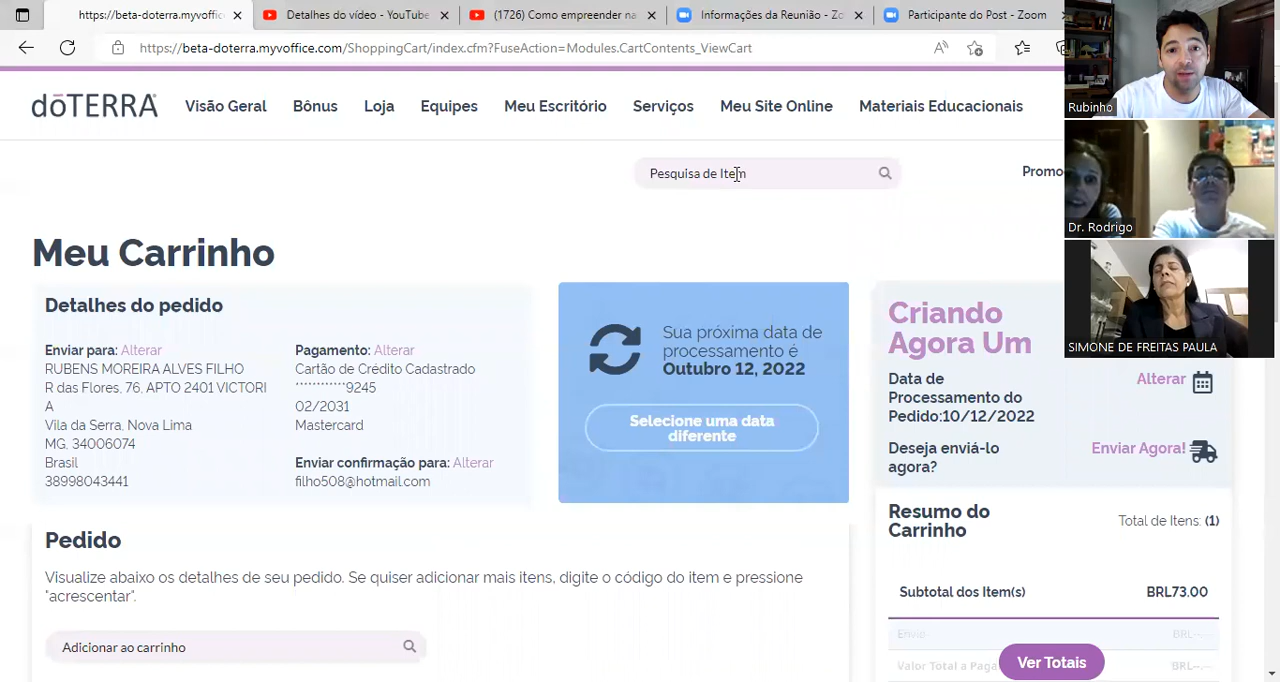 https://beta-doterra.myvoffice
Detalhes do vídeo - YouTube
(1726) Como empreender na
Informações da Reunião - Zo
Participante do Post - Zoom
https://beta-doterra.myvoffice.com/ShoppingCart/index.cfm?FuseAction=Modules.CartContents_ViewCart
dōTERRA
Visão Geral
Bônus
Loja
Equipes
Meu Escritório
Serviços
Meu Site Online
Materiais Educacionais
Pesquisa de Item
Promo
Rubinho
Dr. Rodrigo
SIMONE DE FREITAS PAULA
Meu Carrinho
Detalhes do pedido
Enviar para: Alterar
RUBENS MOREIRA ALVES FILHO
R das Flores, 76, APTO 2401 VICTORI
A
Vila da Serra, Nova Lima
MG, 34006074
Brasil
38998043441
Pagamento: Alterar
Cartão de Crédito Cadastrado
************9245
02/2031
Mastercard
Enviar confirmação para: Alterar
filho508@hotmail.com
Sua próxima data de
processamento é
Outubro 12, 2022
Selecione uma data
diferente
Criando
Agora Um
Data de
Processamento do
Pedido:10/12/2022
Alterar
Deseja enviá-lo
agora?
Enviar Agora!
Resumo do
Carrinho
Total de Itens: (1)
Subtotal dos Item(s)
BRL73.00
Envio
BRL--.--
Valor Total a Paga
BRL--.--
Ver Totais
Pedido
Visualize abaixo os detalhes de seu pedido. Se quiser adicionar mais itens, digite o código do item e pressione
"acrescentar".
Adicionar ao carrinho